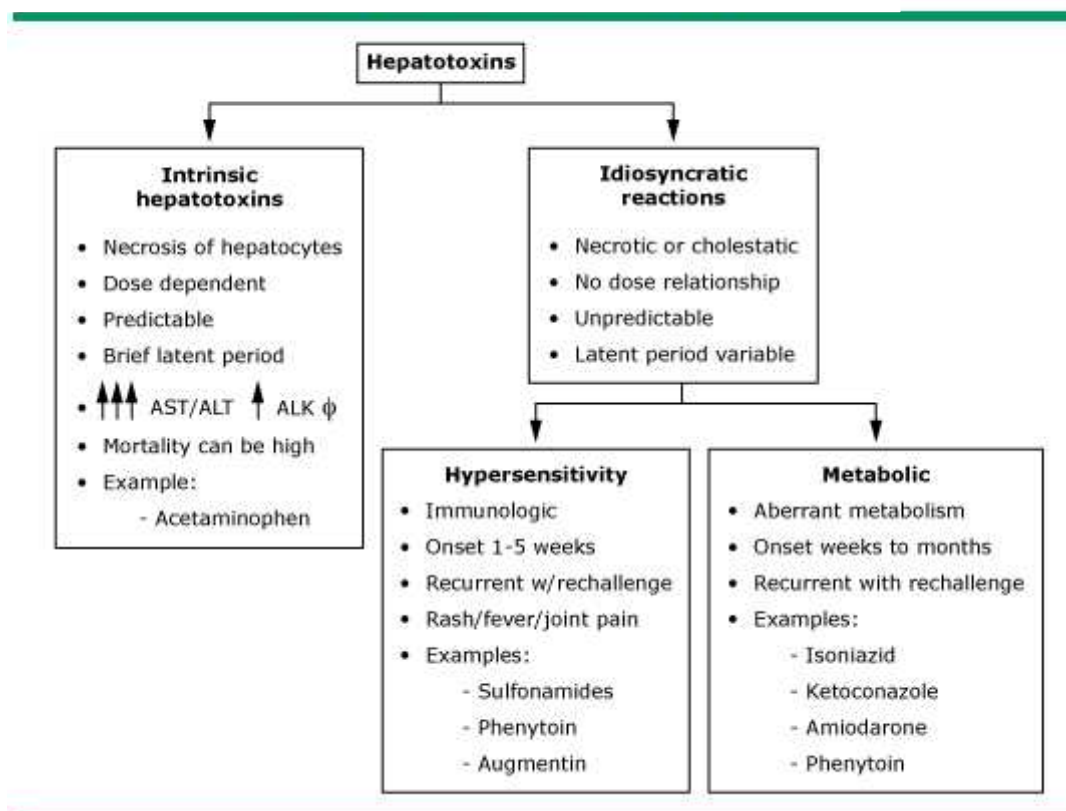 Hepatotoxins
Intrinsic
hepatotoxins
• Necrosis of hepatocytes
• Dose dependent
• Predictable
• Brief latent period
• ↑↑↑ AST/ALT ↑ ALK ϕ
• Mortality can be high
• Example:
- Acetaminophen
Idiosyncratic
reactions
• Necrotic or cholestatic
• No dose relationship
• Unpredictable
• Latent period variable
Hypersensitivity
• Immunologic
• Onset 1-5 weeks
• Recurrent w/rechallenge
• Rash/fever/joint pain
• Examples:
- Sulfonamides
- Phenytoin
- Augmentin
Metabolic
• Aberrant metabolism
• Onset weeks to months
• Recurrent with rechallenge
• Examples:
- Isoniazid
- Ketoconazole
- Amiodarone
- Phenytoin